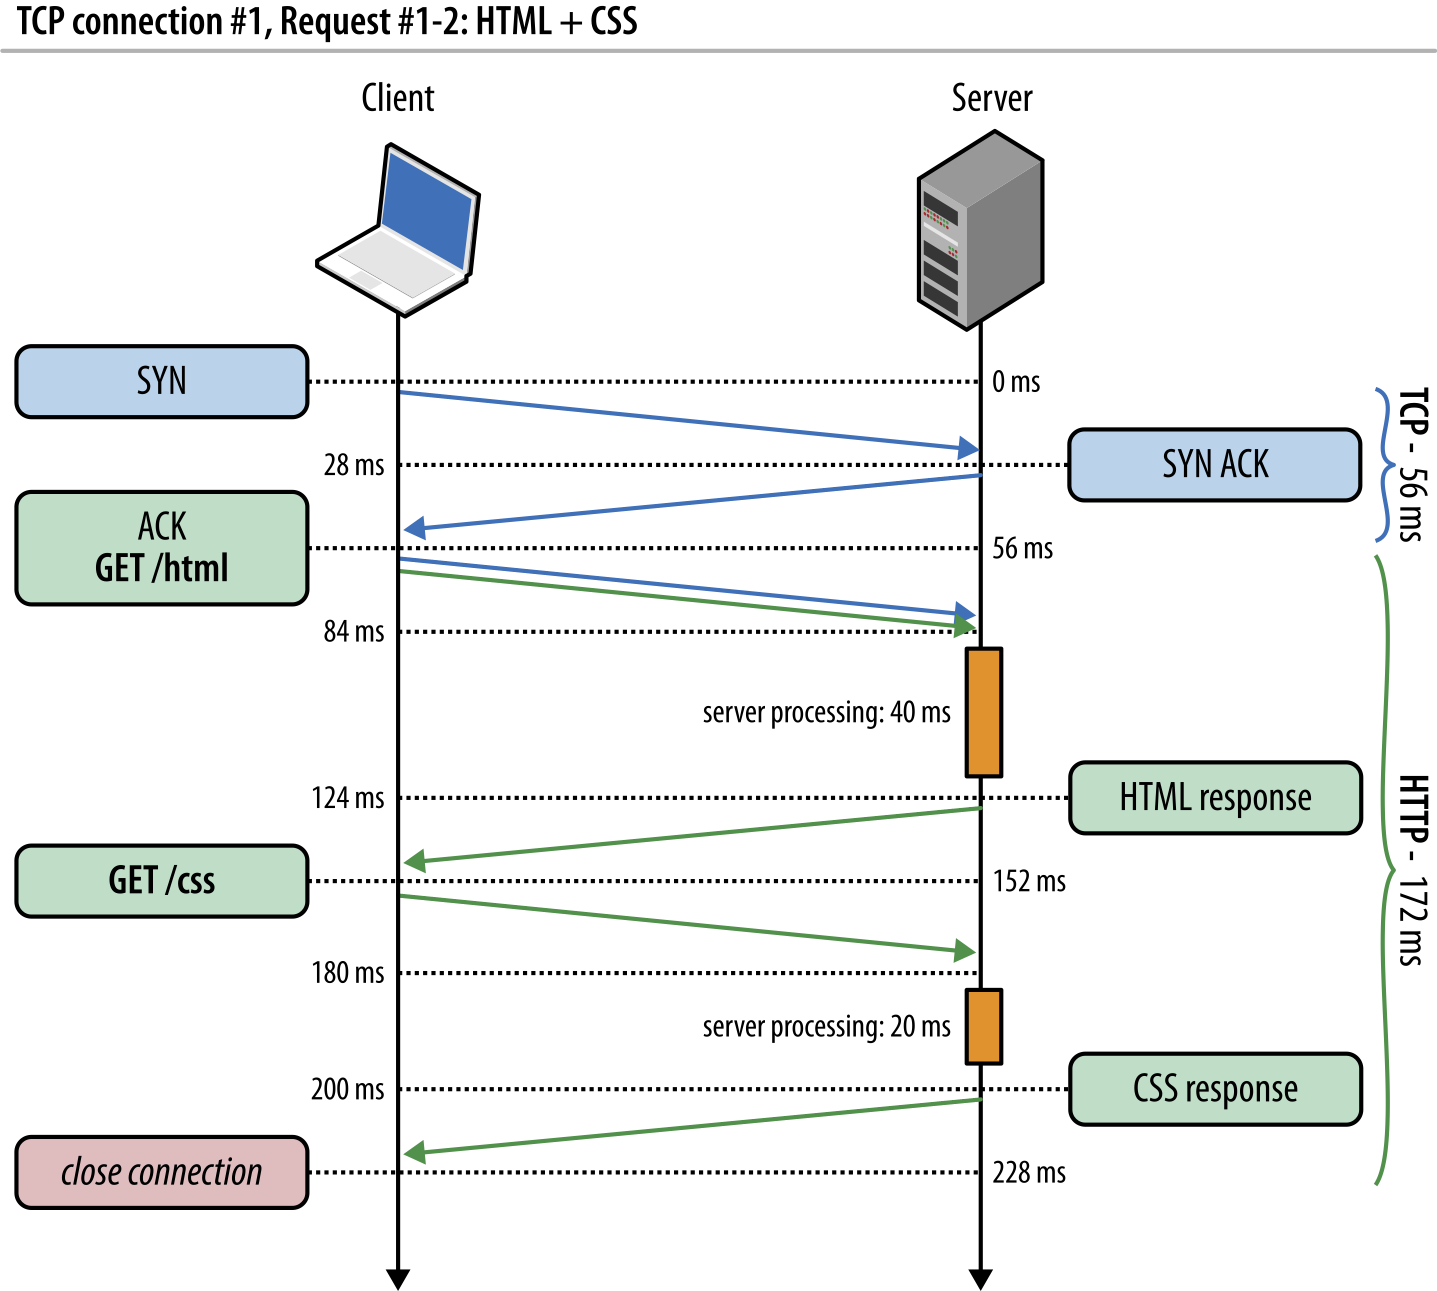 TCP connection #1, Request #1-2: HTML + CSS
Client
Server
SYN
0 ms
28 ms
SYN ACK
TCP - 56 ms
ACK
GET /html
56 ms
84 ms
server processing: 40 ms
124 ms
HTML response
HTTP - 172 ms
GET /css
152 ms
180 ms
server processing: 20 ms
200 ms
CSS response
close connection
228 ms